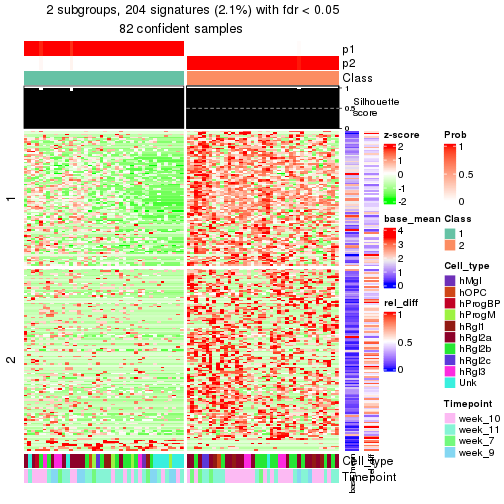 2 subgroups, 204 signatures (2.1%) with fdr < 0.05
82 confident samples
p1
p2
Class
1
0.5
0
Silhouette
score
1
2
z-score
2
1
0
-1
-2
Prob
1
0.5
0
base_mean
4
3
2
1
0
Class
1
2
rel_diff
1
0.5
0
Cell_type
hMgl
hOPC
hProgBP
hProgM
hRgl1
hRgl2a
hRgl2b
hRgl2c
hRgl3
Unk
Timepoint
week_10
week_11
week_7
week_9
Cell_type
Timepoint
base_mean
rel_diff